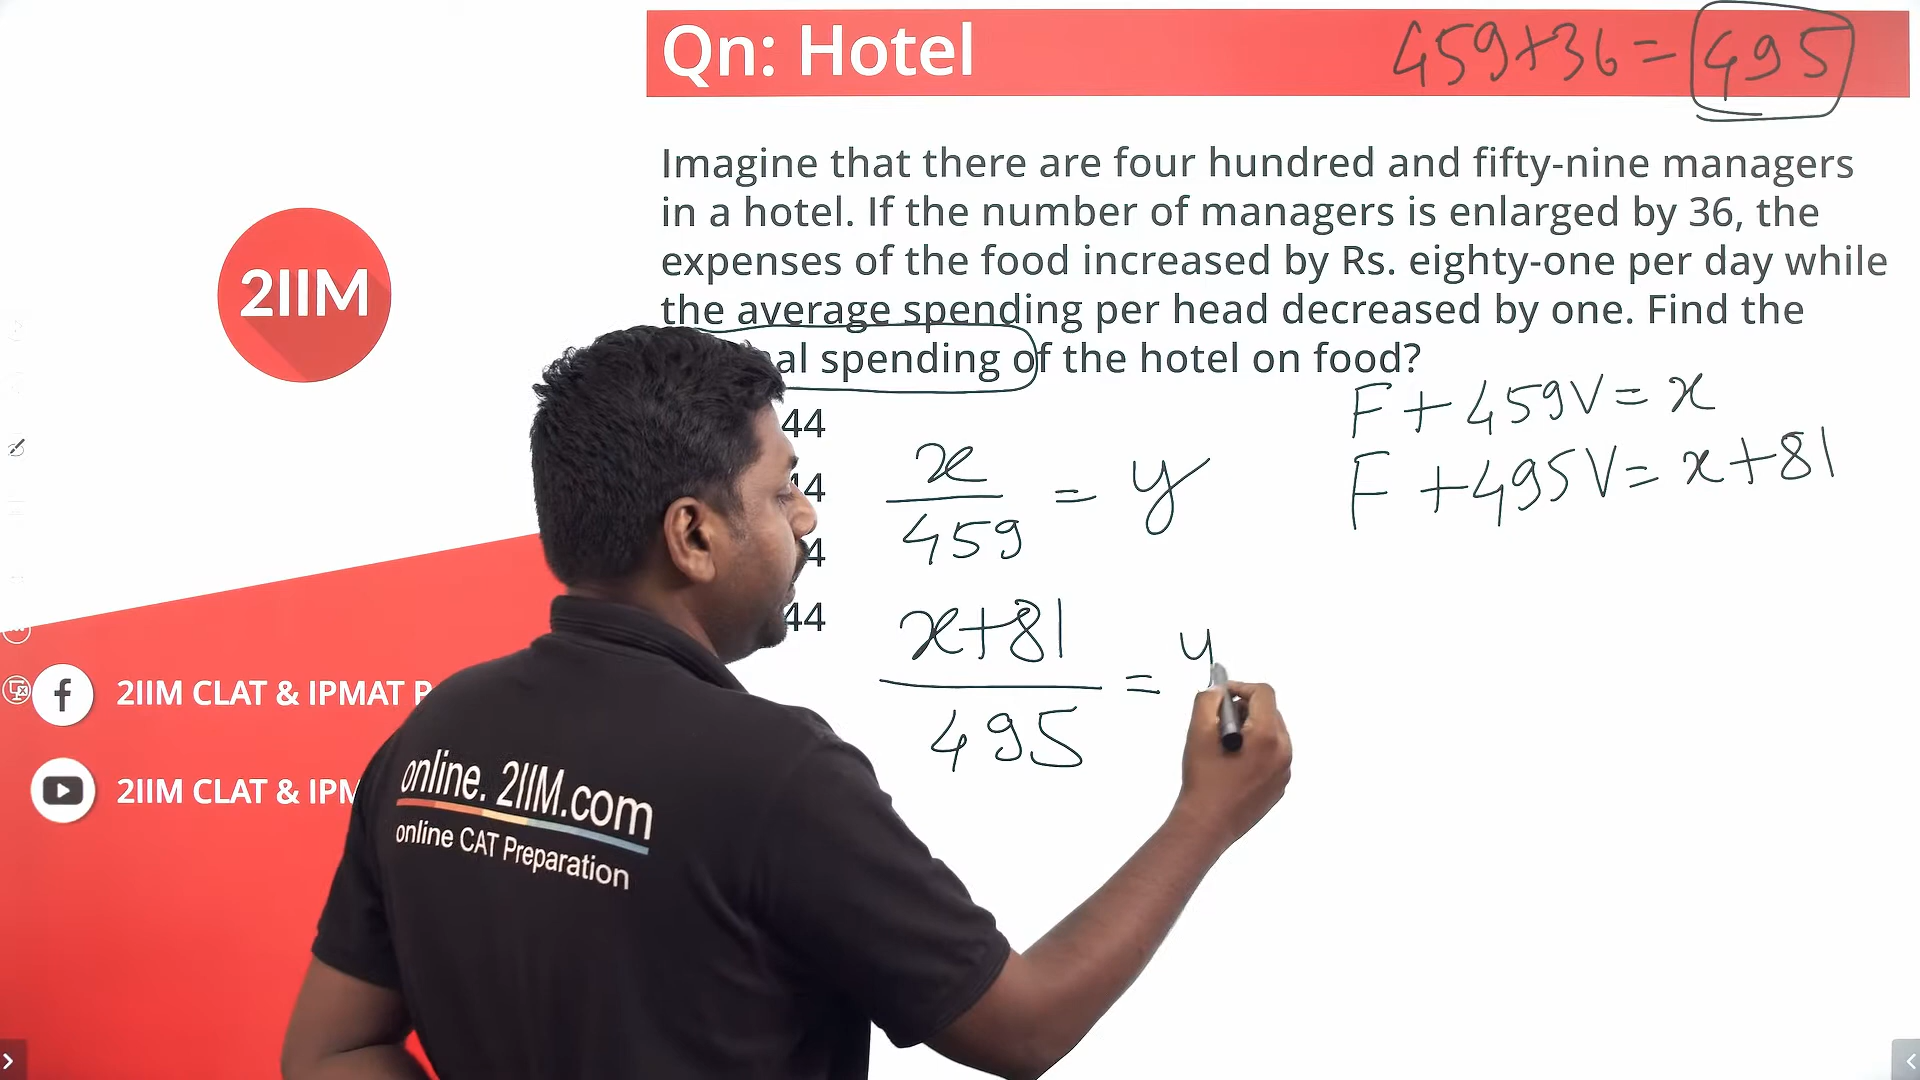 Qn: Hotel
459+36=495
Imagine that there are four hundred and fifty-nine managers
in a hotel. If the number of managers is enlarged by 36, the
expenses of the food increased by Rs. eighty-one per day while
the average spending per head decreased by one. Find the
al spending of the hotel on food?
F+459V=x
F+495V=x+81
44
14
4
44
x/459 = y
x+81/495 = y
2IIM
2IIM CLAT & IPMAT P
2IIM CLAT & IPM
online.2IIM.com
online CAT Preparation